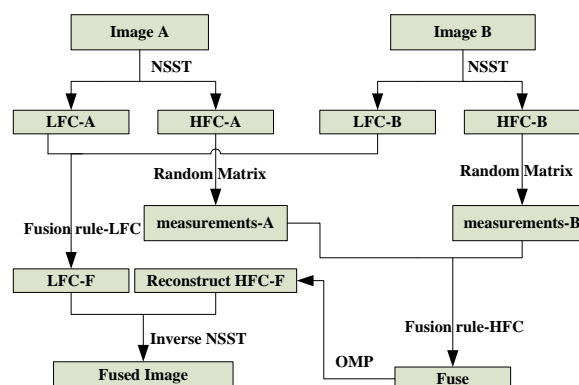 Image A
Image B
NSST
NSST
LFC-A
HFC-A
LFC-B
HFC-B
Random Matrix
Random Matrix
measurements-A
measurements-B
Fusion rule-LFC
LFC-F
Reconstruct HFC-F
Fusion rule-HFC
Inverse NSST
OMP
Fused Image
Fuse